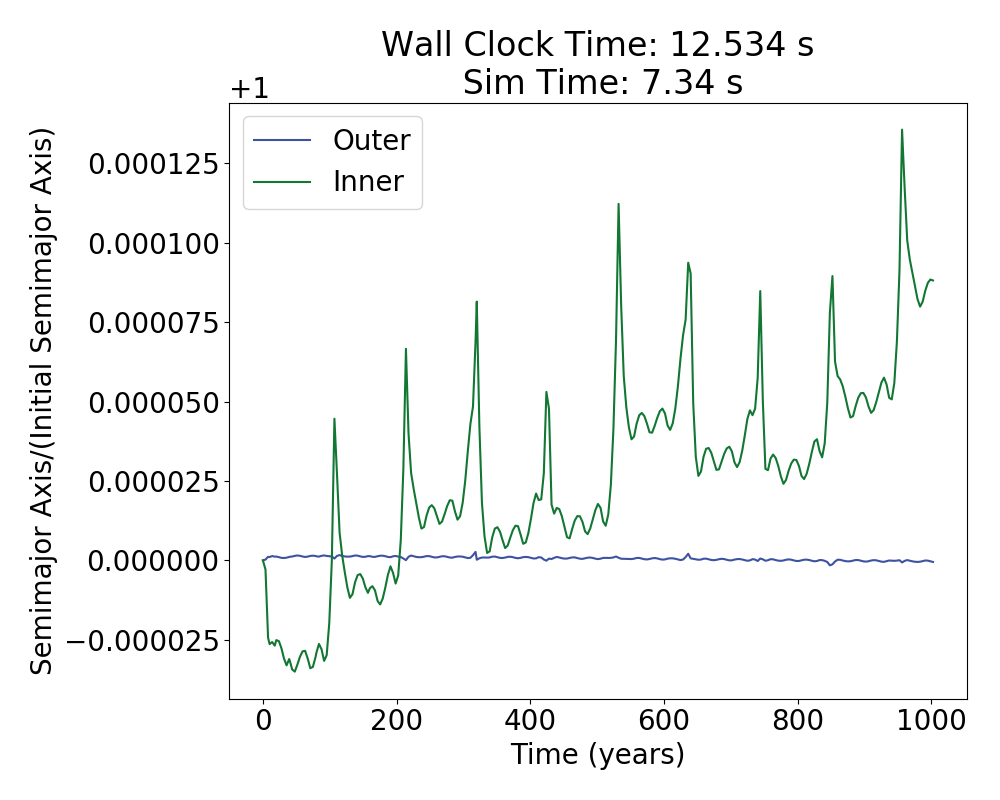 Wall Clock Time: 12.534 s
Sim Time: 7.34 s
+1
Outer
Inner
Semimajor Axis/(Initial Semimajor Axis)
0.000125
0.000100
0.000075
0.000050
0.000025
0.000000
−0.000025
0 200 400 600 800 1000
Time (years)